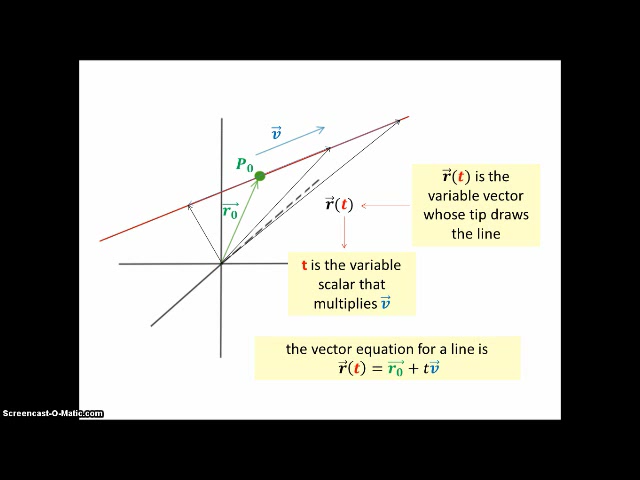 v⃗
P₀
r₀⃗
r⃗(t)
r⃗(t) is the
variable vector
whose tip draws
the line
t is the variable
scalar that
multiplies v⃗
the vector equation for a line is
r⃗(t) = r₀⃗ + tv⃗
Screencast-O-Matic.com